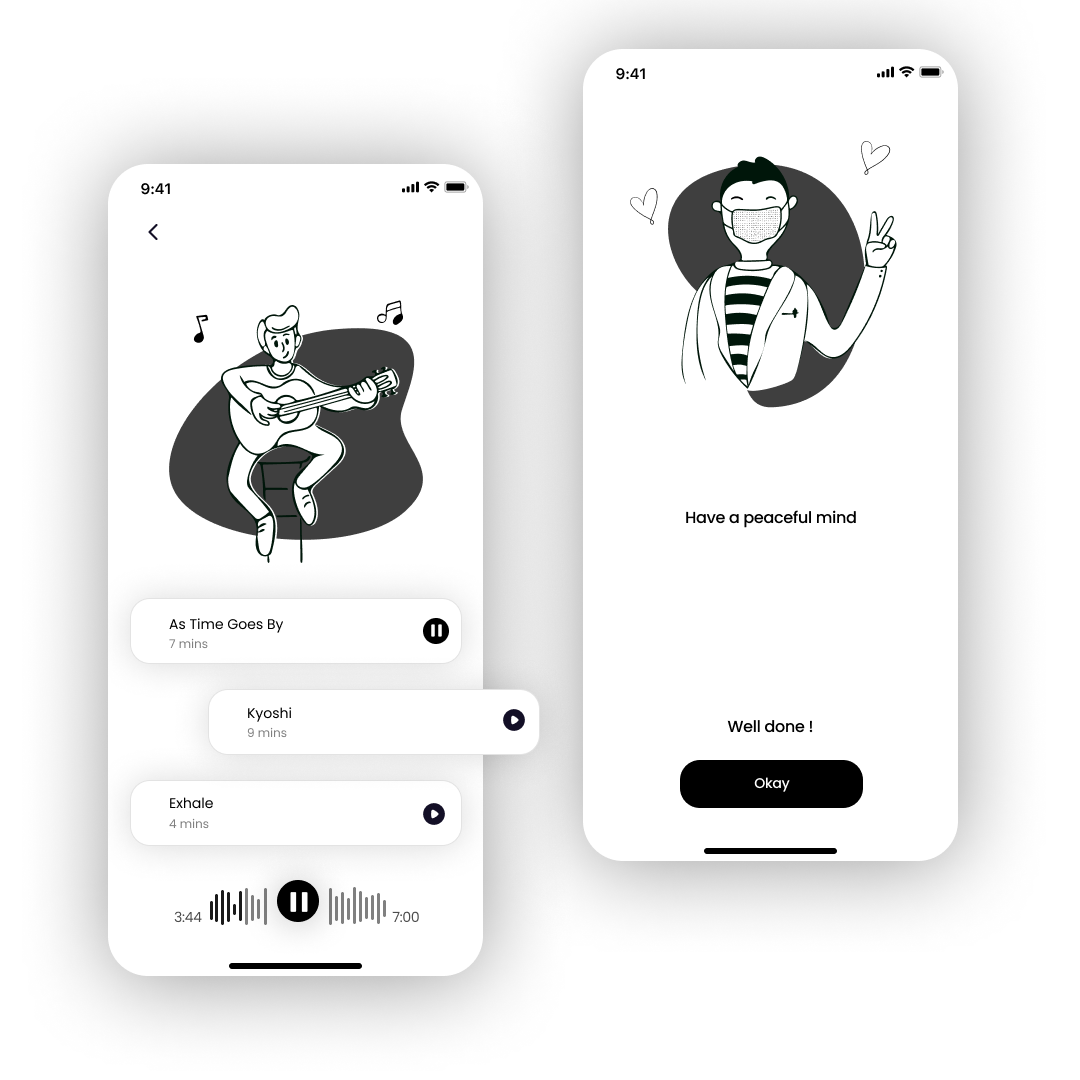 9:41
As Time Goes By
7 mins
Kyoshi
9 mins
Exhale
4 mins
3:44
7:00
9:41
Have a peaceful mind
Well done !
Okay